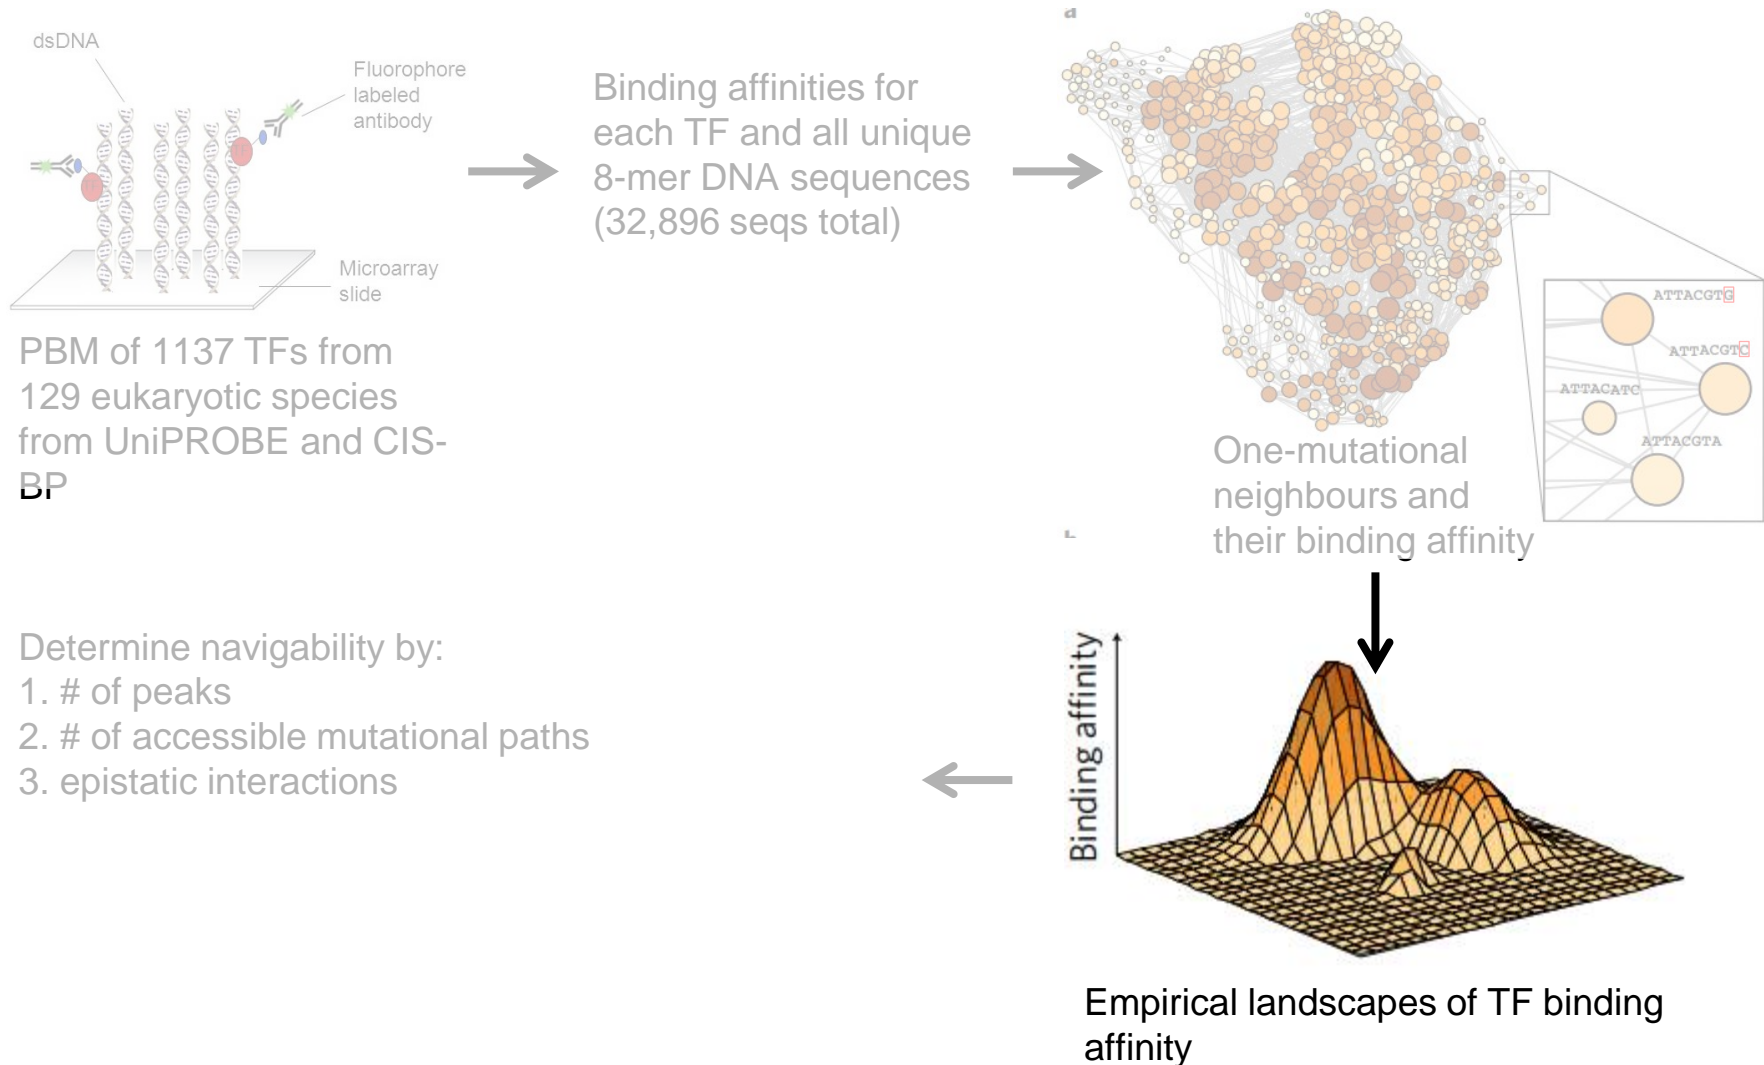 dsDNA
Fluorophore
labeled
antibody
Microarray
slide
PBM of 1137 TFs from
129 eukaryotic species
from UniPROBE and CIS-
BP
Binding affinities for
each TF and all unique
8-mer DNA sequences
(32,896 seqs total)
a
ATTACGTG
ATTACGTC
ATTACATC
ATTACGTA
One-mutational
neighbours and
their binding affinity
Binding affinity
Empirical landscapes of TF binding
affinity
Determine navigability by:
1. # of peaks
2. # of accessible mutational paths
3. epistatic interactions